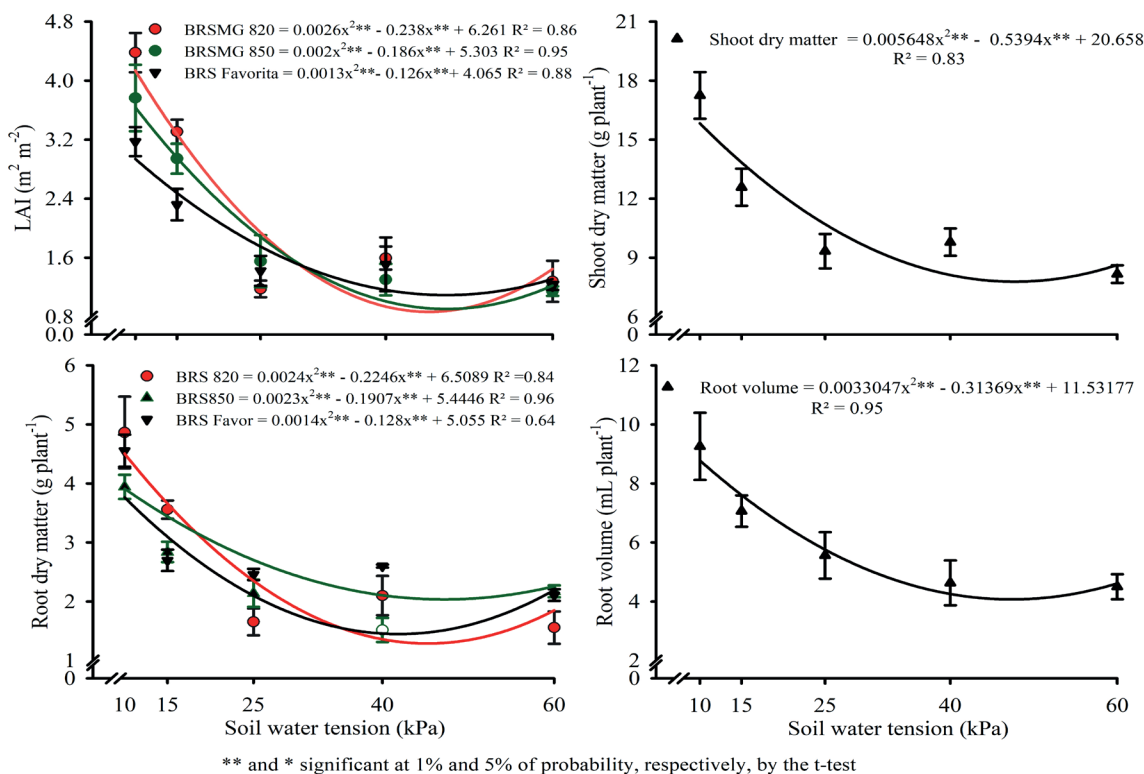 BRSMG 820 = 0.0026x²** - 0.238x** + 6.261 R² = 0.86
BRSMG 850 = 0.002x²** - 0.186x** + 5.303 R² = 0.95
BRS Favorita = 0.0013x²**- 0.126x**+ 4.065 R² = 0.88
4.8
4.0
3.2
2.4
1.6
0.8
0.0
LAI (m² m⁻²)
Shoot dry matter = 0.005648x²** - 0.5394x** + 20.658
R² = 0.83
21
18
15
12
9
6
0
Shoot dry matter (g plant⁻¹)
BRS 820 = 0.0024x²** - 0.2246x** + 6.5089 R² =0.84
BRS850 = 0.0023x²** - 0.1907x** + 5.4446 R² = 0.96
BRS Favor = 0.0014x²** - 0.128x** + 5.055 R² = 0.64
6
5
4
3
2
1
0
Root dry matter (g plant⁻¹)
10 15 25 40 60
Soil water tension (kPa)
Root volume = 0.0033047x²** - 0.31369x** + 11.53177
R² = 0.95
12
10
8
6
4
2
0
Root volume (mL plant⁻¹)
10 15 25 40 60
Soil water tension (kPa)
** and * significant at 1% and 5% of probability, respectively, by the t-test